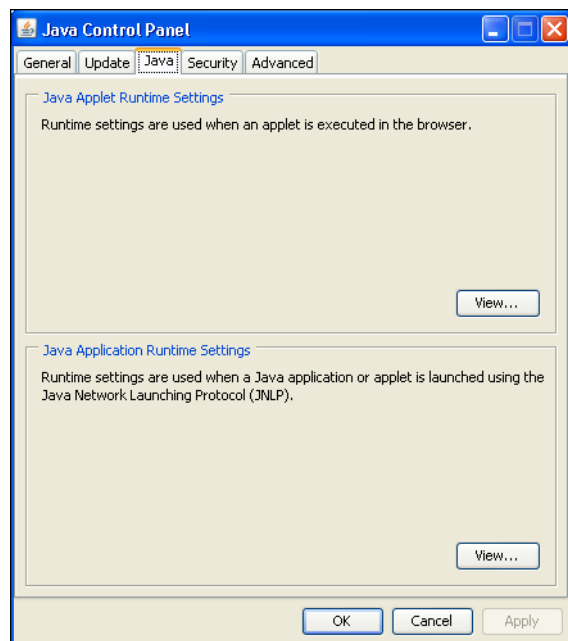 Java Control Panel
General Update Java Security Advanced
Java Applet Runtime Settings
Runtime settings are used when an applet is executed in the browser.
View...
Java Application Runtime Settings
Runtime settings are used when a Java application or applet is launched using the
Java Network Launching Protocol (JNLP).
View...
OK Cancel Apply